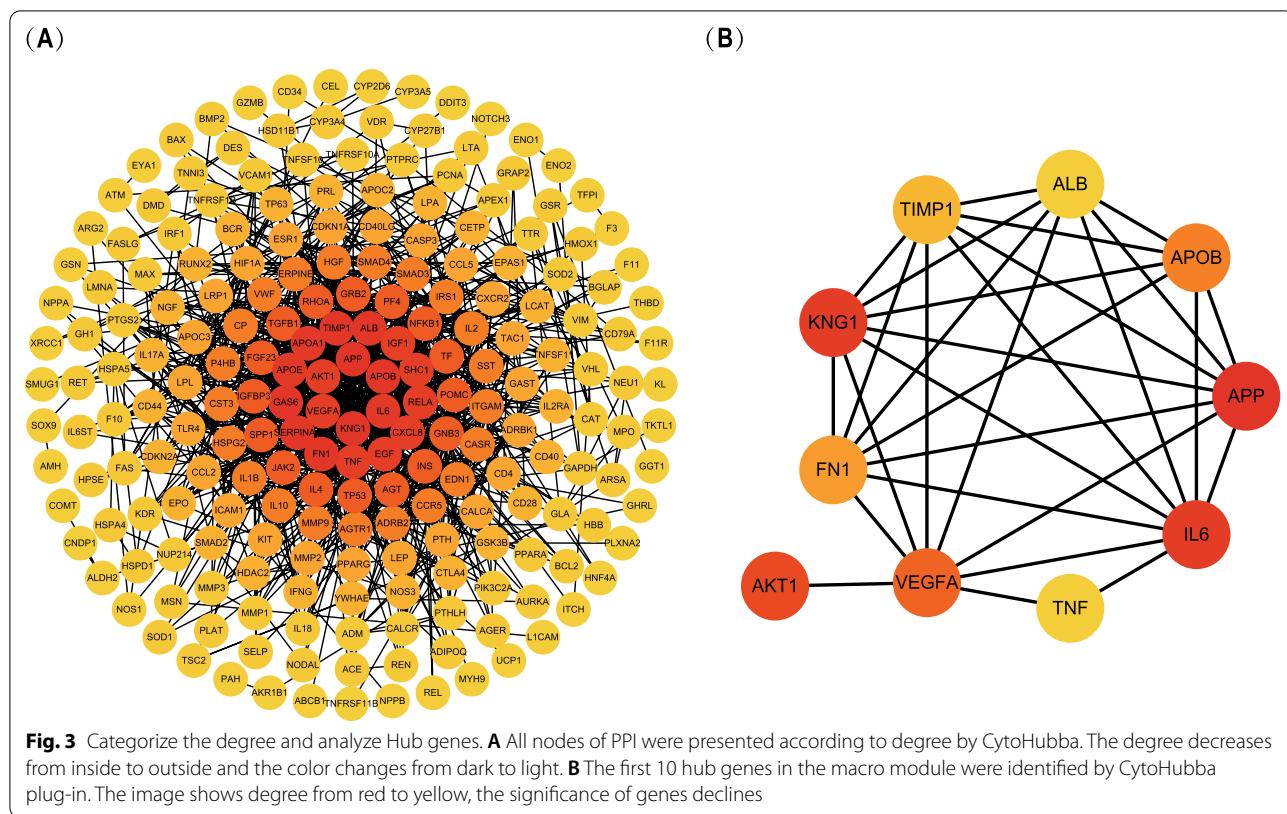 (A)
(B)
CEL
CYP2D6
CD34
CYP3A5
GZMB
DDIT3
BMP2
HSD11B1
CYP3A4
VDR
CYP27B1
NOTCH3
BAX
DES
TNFSF10
TNFRSF10A
PTPRC
LTA
ENO1
EYA1
TNNI3
VCAM1
PCNA
GRAP2
ENO2
ATM
DMD
TNFRSF1
PRL
APOC2
LPA
APEX1
GSR
TFPI
ARG2
FASLG
IRF1
BCR
TP63
CDKN1A
CD40LG
CETP
TTR
HMOX1
F3
ESR1
CASP3
GSN
LMNA
MAX
RUNX2
HIF1A
SERPINE
HGF
SMAD4
SMAD3
CCL5
EPAS1
SOD2
BGLAP
F11
NPPA
PTGS2
NGF
LRP1
VWF
RHOA
GRB2
PF4
IRS1
CXCR2
LCAT
VIM
THBD
XRCC1
GH1
APOC3
CP
TGFB1
TIMP1
ALB
NFKB1
IL2
TAC1
CD79A
F11R
IL17A
APOA1
IGF1
SMUG1
RET
HSPA5
P4HB
FGF23
APOE
APP
SHC1
TF
SST
NFSF11
VHL
NEU1
KL
LPL
AKT1
APOB
GAST
SOX9
IL6ST
F10
CD44
CST3
IGFBP3
GAS6
VEGFA
IL6
RELA
POMC
ITGAM
IL2RA
CAT
MPO
TKTL1
AMH
FAS
CDKN2A
TLR4
HSPG2
SPP1
SERPINA
KNG1
CXCL8
GNB3
CASR
ADRBK1
CD40
GAPDH
ARSA
GGT1
HPSE
CCL2
IL1B
JAK2
FN1
TNF
EGF
INS
EDN1
CD4
COMT
HSPA4
KDR
EPO
ICAM1
IL10
IL4
TP53
AGT
CCR5
CALCA
CD28
GLA
HBB
GHRL
CNDP1
HSPD1
NUP214
SMAD2
KIT
MMP9
AGTR1
ADRB2
PTH
GSK3B
PPARA
PLXNA2
ALDH2
MMP3
HDAC2
MMP2
PPARG
LEP
CTLA4
PIK3C2A
BCL2
HNF4A
NOS1
MSN
MMP1
IFNG
YWHAE
NOS3
PTHLH
AURKA
ITCH
SOD1
PLAT
IL18
ADM
CALCR
AGER
L1CAM
TSC2
SELP
NODAL
ACE
REN
ADIPOQ
UCP1
PAH
AKR1B1
ABCB1
TNFRSF11B
NPPB
REL
MYH9
ALB
TIMP1
APOB
KNG1
APP
FN1
IL6
AKT1
VEGFA
TNF
Fig. 3 Categorize the degree and analyze Hub genes. A All nodes of PPI were presented according to degree by CytoHubba. The degree decreases
from inside to outside and the color changes from dark to light. B The first 10 hub genes in the macro module were identified by CytoHubba
plug-in. The image shows degree from red to yellow, the significance of genes declines